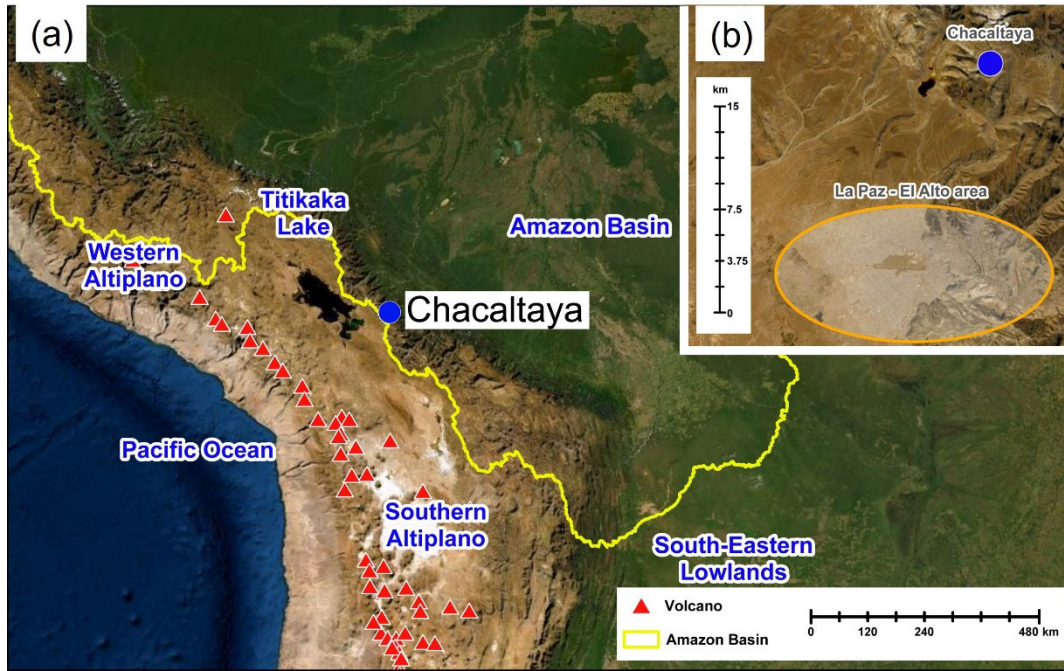 (a)
(b)
Chacaltaya
km
15
7.5
3.75
0
La Paz - El Alto area
Titikaka
Lake
Amazon Basin
Western
Altiplano
Chacaltaya
Pacific Ocean
Southern
Altiplano
South-Eastern
Lowlands
Volcano
Amazon Basin
0 120 240 480 km